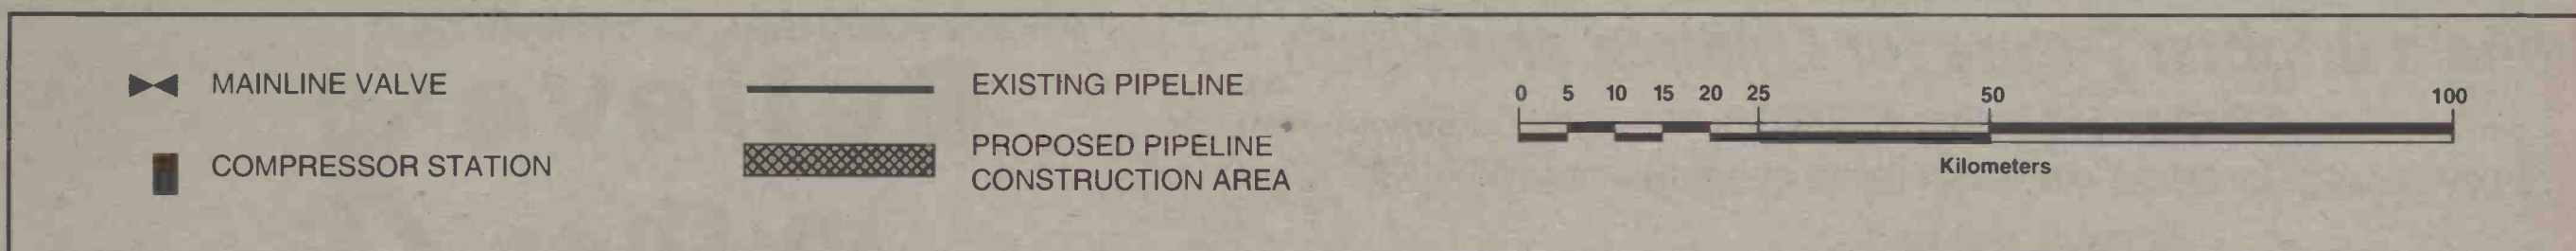 MAINLINE VALVE
COMPRESSOR STATION
EXISTING PIPELINE
PROPOSED PIPELINE
CONSTRUCTION AREA
0 5 10 15 20 25 50 100
Kilometers